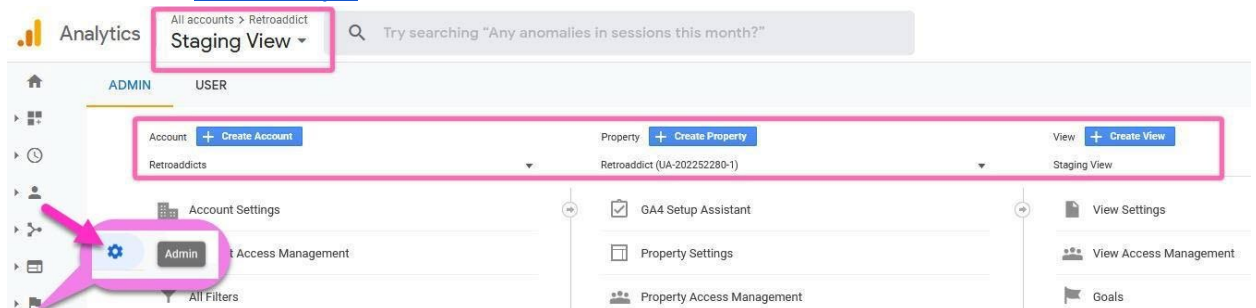 All accounts > Retroaddict
Analytics
Staging View
Try searching "Any anomalies in sessions this month?"
ADMIN USER
Account + Create Account Property + Create Property View + Create View
Retroaddicts Retroaddict (UA-202252280-1) Staging View
Account Settings GA4 Setup Assistant View Settings
Admin t Access Management Property Settings View Access Management
All Filters Property Access Management Goals